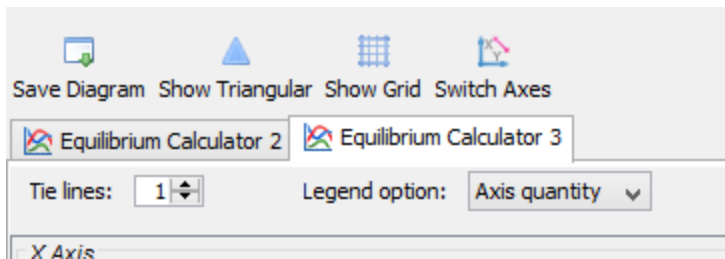 Save Diagram Show Triangular Show Grid Switch Axes
Equilibrium Calculator 2 Equilibrium Calculator 3
Tie lines: 1 Legend option: Axis quantity
X Axis